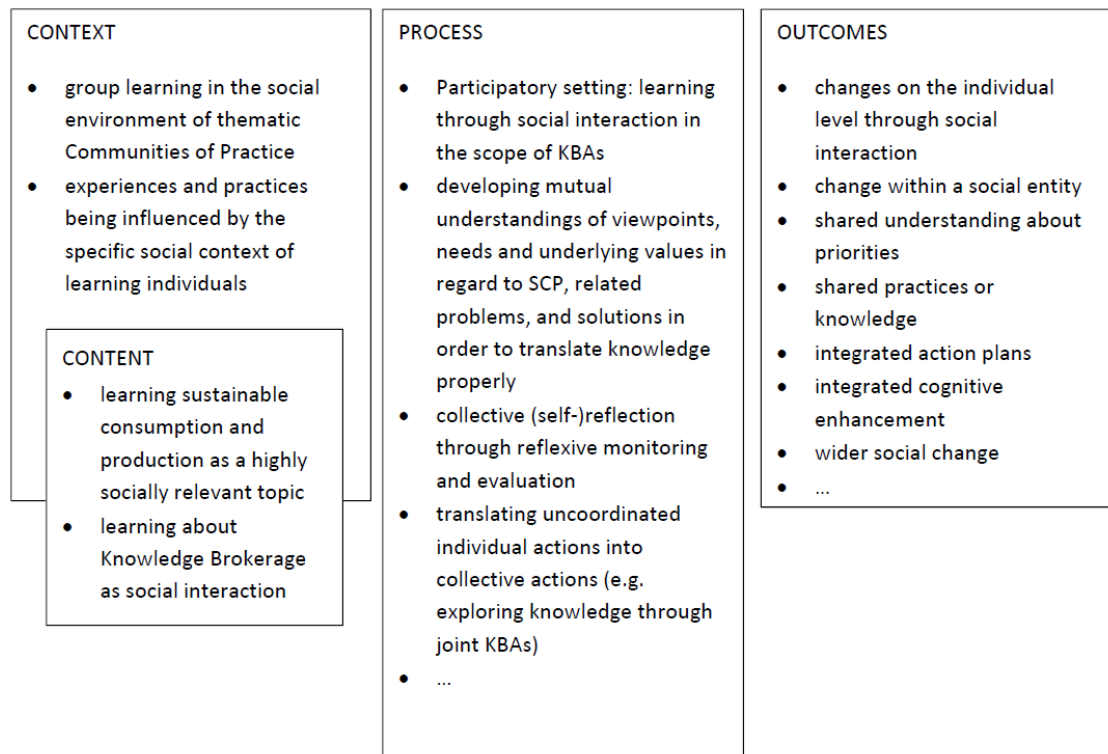 CONTEXT
• group learning in the social
environment of thematic
Communities of Practice
• experiences and practices
being influenced by the
specific social context of
learning individuals
CONTENT
• learning sustainable
consumption and
production as a highly
socially relevant topic
• learning about
Knowledge Brokerage
as social interaction
PROCESS
• Participatory setting: learning
through social interaction in
the scope of KBAs
• developing mutual
understandings of viewpoints,
needs and underlying values in
regard to SCP, related
problems, and solutions in
order to translate knowledge
properly
• collective (self-)reflection
through reflexive monitoring
and evaluation
• translating uncoordinated
individual actions into
collective actions (e.g.
exploring knowledge through
joint KBAs)
• ...
OUTCOMES
• changes on the individual
level through social
interaction
• change within a social entity
• shared understanding about
priorities
• shared practices or
knowledge
• integrated action plans
• integrated cognitive
enhancement
• wider social change
• ...